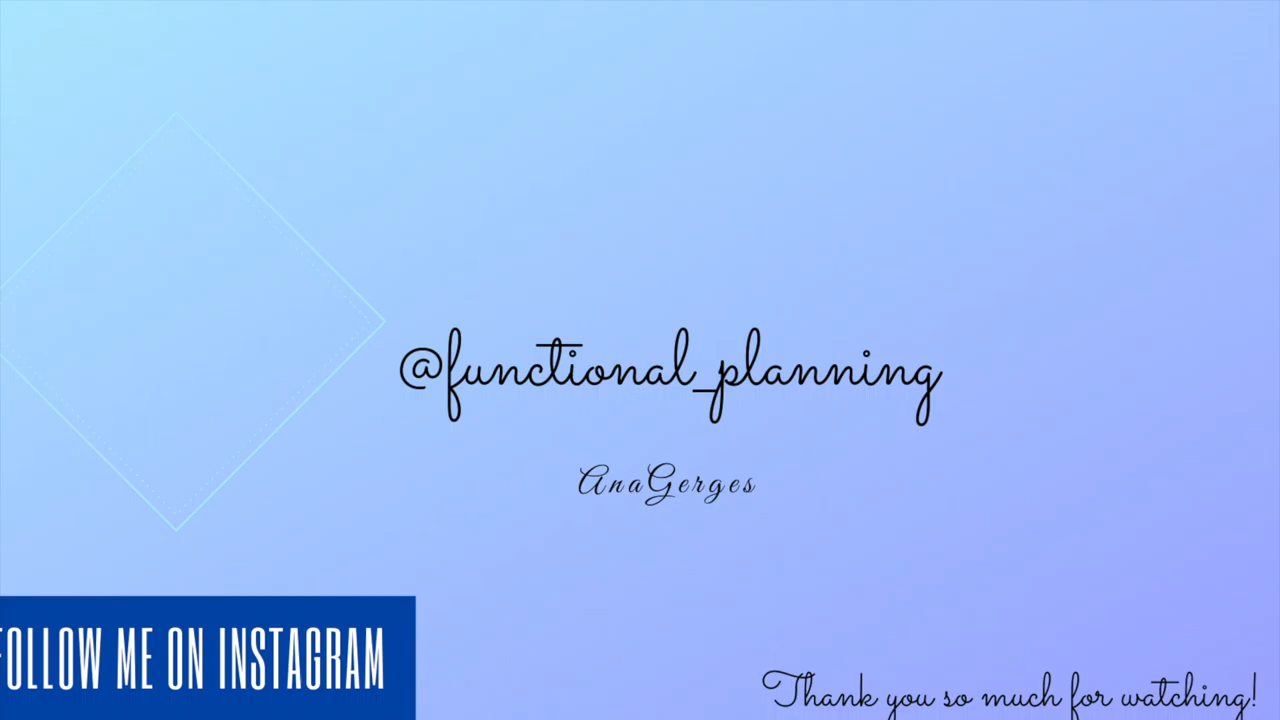 @functional_planning
AnaGerges
FOLLOW ME ON INSTAGRAM
Thank you so much for watching!